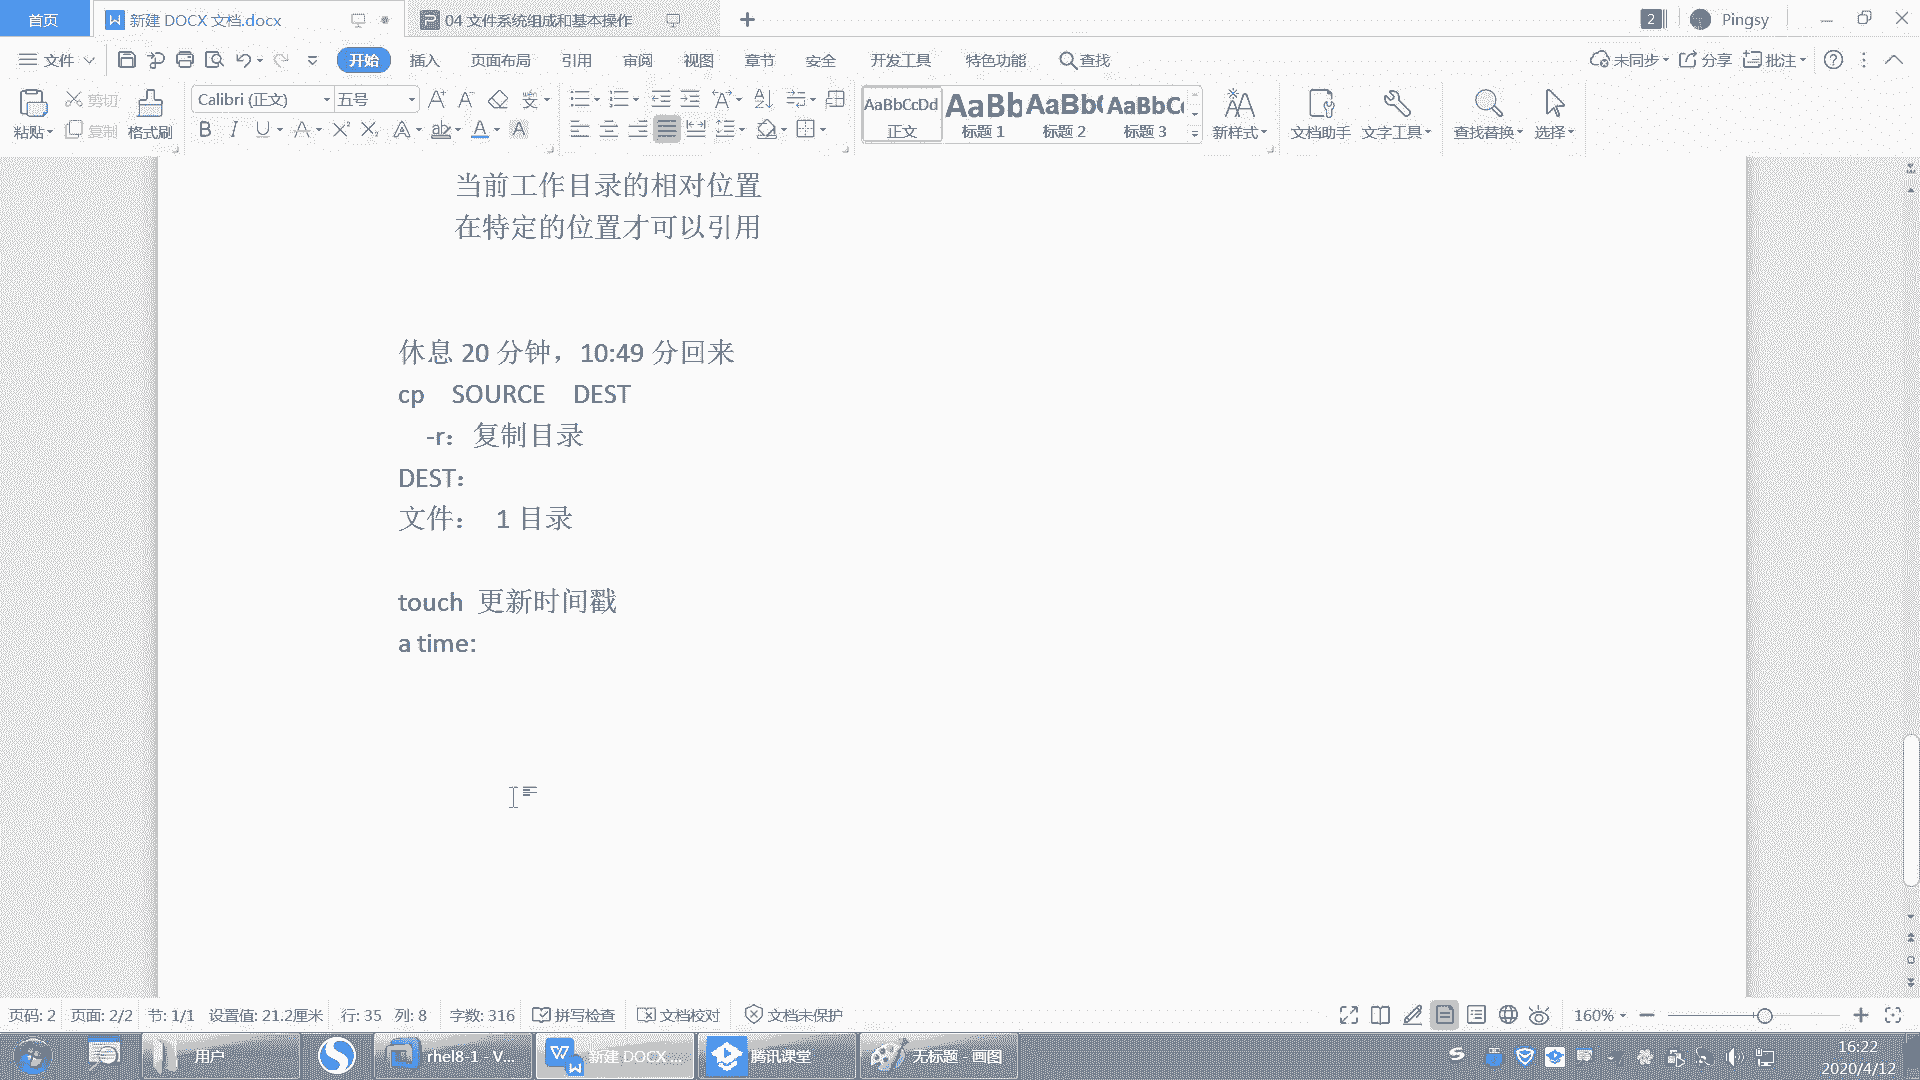 首页 新建 DOCX 文档.docx 04 文件系统组成和基本操作 2 Pingsy
文件 开始 插入 页面布局 引用 审阅 视图 章节 安全 开发工具 特色功能 查找 未同步 分享 批注
粘贴 剪切 复制 格式刷 Calibri (正文) 五号 AaBbCcDd 正文 AaBb 标题 1 AaBb( 标题 2 AaBbC 标题 3 新样式 文档助手 文字工具 查找替换 选择
当前工作目录的相对位置
在特定的位置才可以引用
休息 20 分钟，10:49 分回来
cp SOURCE DEST
-r：复制目录
DEST：
文件： 1 目录
touch 更新时间戳
a time:
页码: 2 页面: 2/2 节: 1/1 设置值: 21.2厘米 行: 35 列: 8 字数: 316 拼写检查 文档校对 文档未保护 160%
用户 rhel8-1 - V... 新建 DOCX ... 腾讯课堂 无标题 - 画图 16:22
2020/4/12